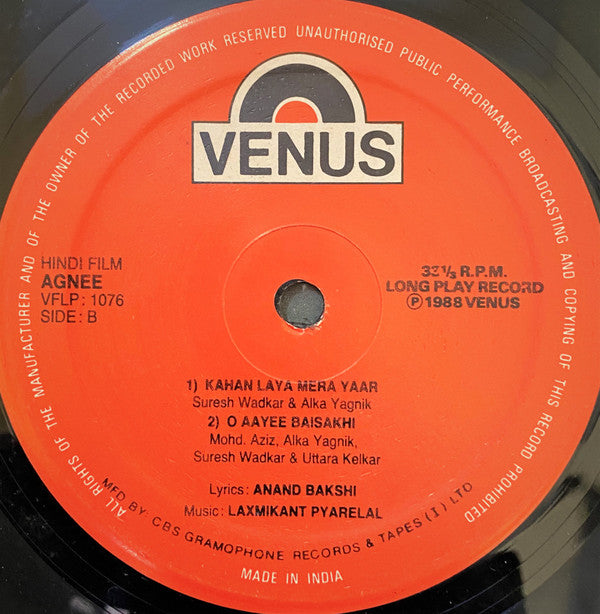 ALL RIGHTS OF THE MANUFACTURER AND OF THE OWNER OF THE RECORDED WORK RESERVED UNAUTHORISED PUBLIC PERFORMANCE BROADCASTING AND COPYING OF THIS RECORD PROHIBITED
VENUS
HINDI FILM
AGNEE
VFLP : 1076
SIDE : B
33⅓ R.P.M.
LONG PLAY RECORD
Ⓟ 1988 VENUS
1) KAHAN LAYA MERA YAAR
Suresh Wadkar & Alka Yagnik
2) O AAYEE BAISAKHI
Mohd. Aziz, Alka Yagnik,
Suresh Wadkar & Uttara Kelkar
Lyrics : ANAND BAKSHI
Music : LAXMIKANT PYARELAL
MFD BY: CBS GRAMOPHONE RECORDS & TAPES ( I ) LTD
MADE IN INDIA